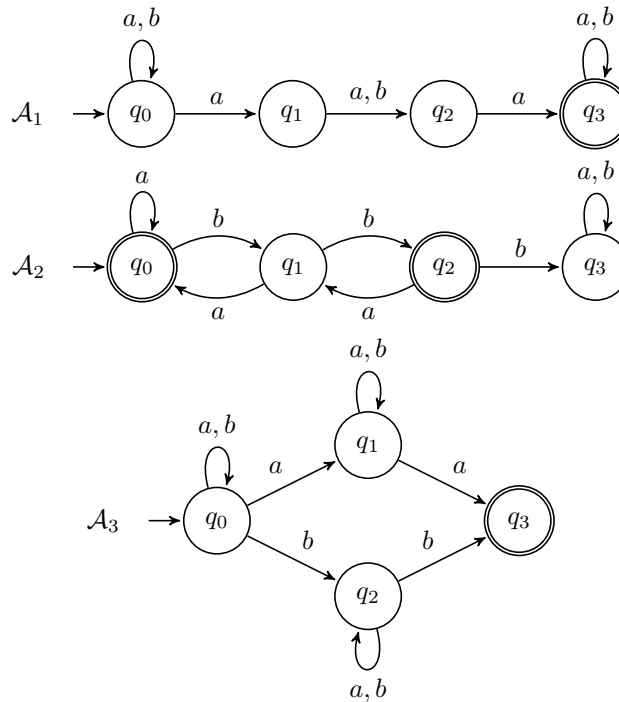 a, b a, b
𝒜₁ q₀ a q₁ a, b q₂ a q₃
a a, b
b b
𝒜₂ q₀ q₁ q₂ b q₃
a a
a, b
a, b q₁
a a
𝒜₃ q₀ q₃
b b
q₂
a, b